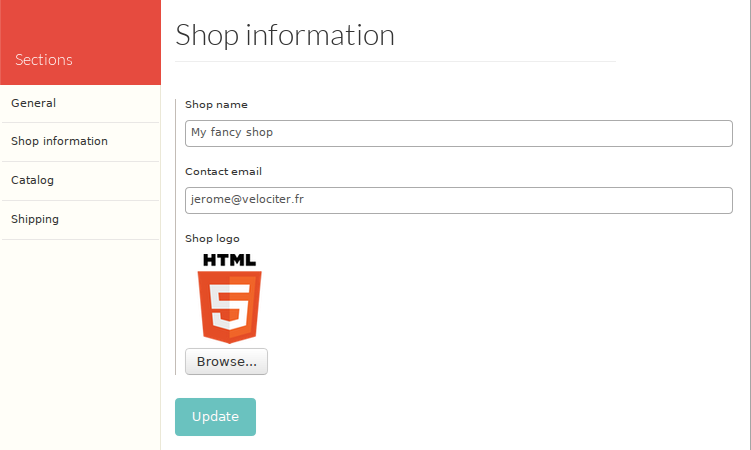 Sections
General
Shop information
Catalog
Shipping
Shop information
Shop name
My fancy shop
Contact email
jerome@velociter.fr
Shop logo
HTML
5
Browse...
Update